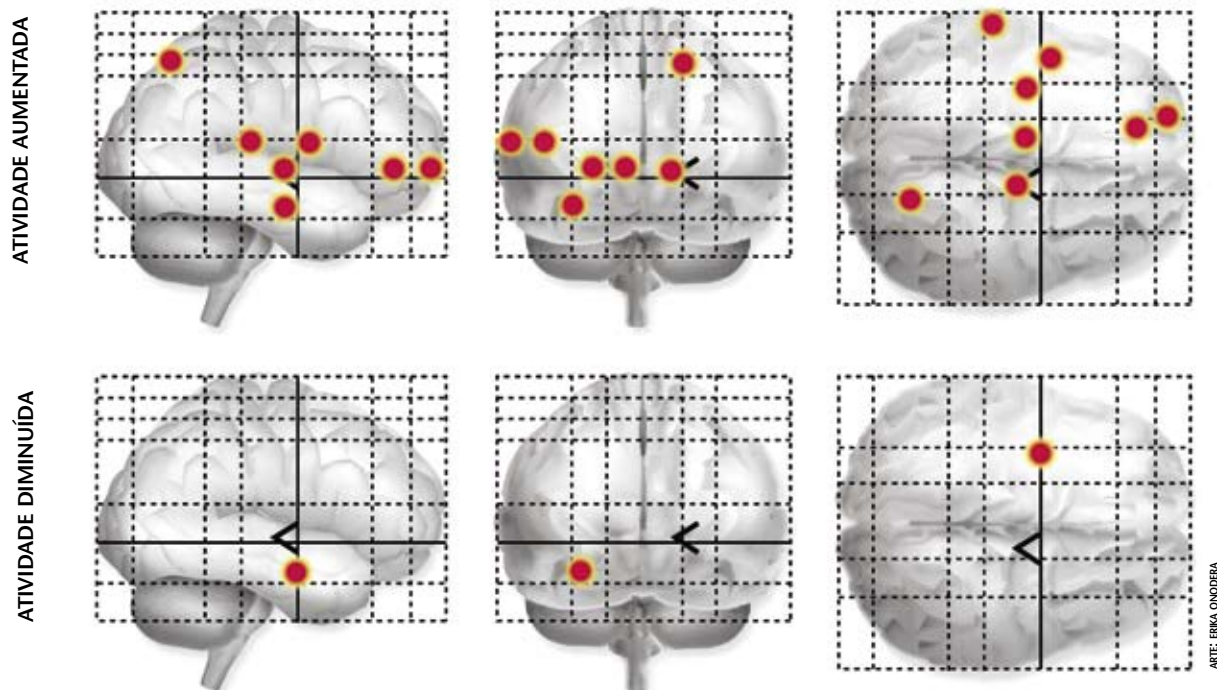 ATIVIDADE AUMENTADA
ATIVIDADE DIMINUÍDA
ARTE: ERIKA ONODERA